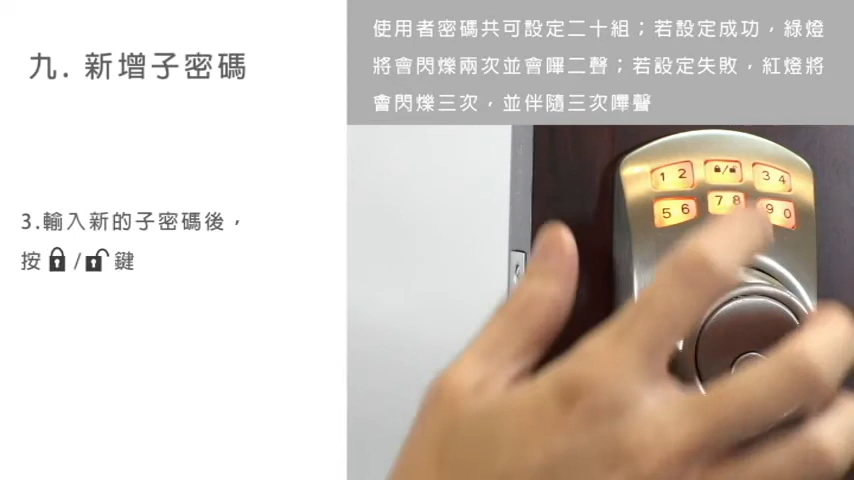 九. 新增子密碼
使用者密碼共可設定二十組；若設定成功，綠燈
將會閃爍兩次並會嗶二聲；若設定失敗，紅燈將
會閃爍三次，並伴隨三次嗶聲
3.輸入新的子密碼後，
按🔒/🔓鍵
1 2 🔒/🔓 3 4
5 6 7 8 9 0